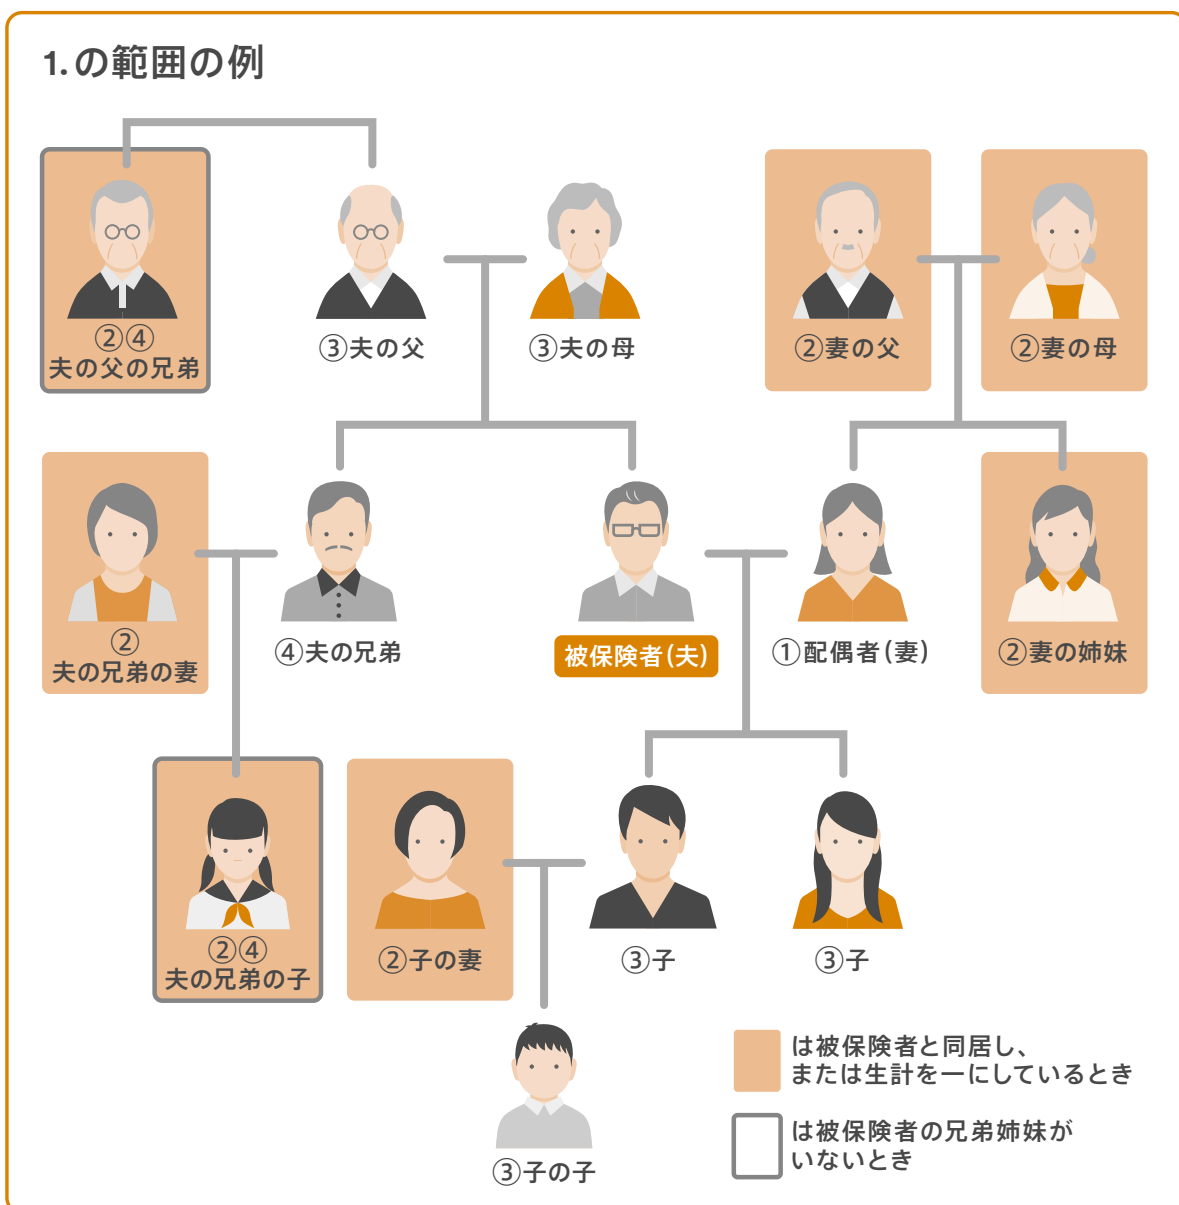 1.の範囲の例
②④
夫の父の兄弟
③夫の父
③夫の母
②妻の父
②妻の母
②
夫の兄弟の妻
④夫の兄弟
被保険者(夫)
①配偶者(妻)
②妻の姉妹
②④
夫の兄弟の子
②子の妻
③子
③子
③子の子
は被保険者と同居し、
または生計を一にしているとき
は被保険者の兄弟姉妹が
いないとき